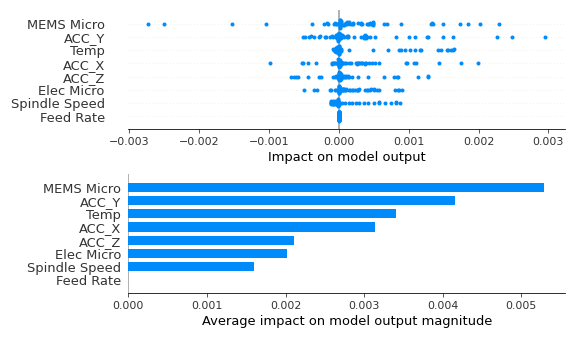 MEMS Micro
ACC_Y
Temp
ACC_X
ACC_Z
Elec Micro
Spindle Speed
Feed Rate
−0.003 −0.002 −0.001 0.000 0.001 0.002 0.003
Impact on model output
MEMS Micro
ACC_Y
Temp
ACC_X
ACC_Z
Elec Micro
Spindle Speed
Feed Rate
0.000 0.001 0.002 0.003 0.004 0.005
Average impact on model output magnitude